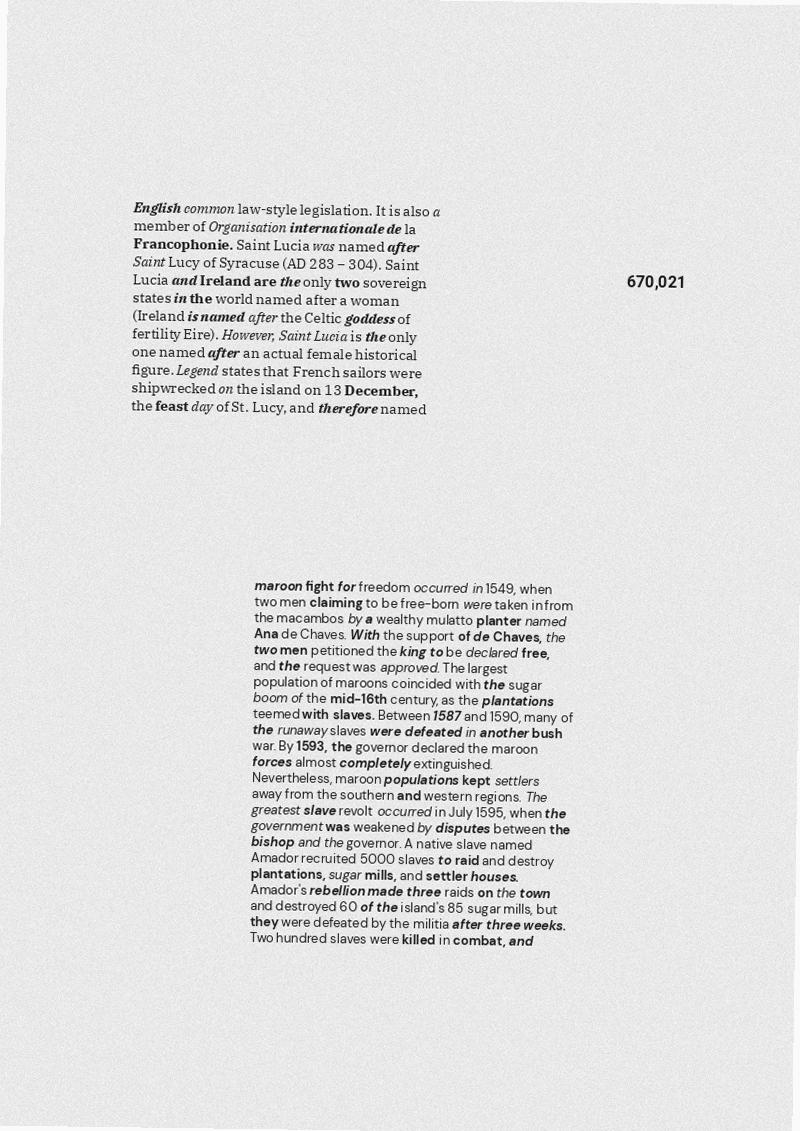 English common law-style legislation. It is also a
member of Organisation internationale de la
Francophonie. Saint Lucia was named after
Saint Lucy of Syracuse (AD 283 – 304). Saint
Lucia and Ireland are the only two sovereign
states in the world named after a woman
(Ireland is named after the Celtic goddess of
fertility Eire). However, Saint Lucia is the only
one named after an actual female historical
figure. Legend states that French sailors were
shipwrecked on the island on 13 December,
the feast day of St. Lucy, and therefore named
670,021
maroon fight for freedom occurred in 1549, when
two men claiming to be free-born were taken in from
the macambos by a wealthy mulatto planter named
Ana de Chaves. With the support of de Chaves, the
two men petitioned the king to be declared free,
and the request was approved. The largest
population of maroons coincided with the sugar
boom of the mid-16th century, as the plantations
teemed with slaves. Between 1587 and 1590, many of
the runaway slaves were defeated in another bush
war. By 1593, the governor declared the maroon
forces almost completely extinguished.
Nevertheless, maroon populations kept settlers
away from the southern and western regions. The
greatest slave revolt occurred in July 1595, when the
government was weakened by disputes between the
bishop and the governor. A native slave named
Amador recruited 5000 slaves to raid and destroy
plantations, sugar mills, and settler houses.
Amador's rebellion made three raids on the town
and destroyed 60 of the island's 85 sugar mills, but
they were defeated by the militia after three weeks.
Two hundred slaves were killed in combat, and